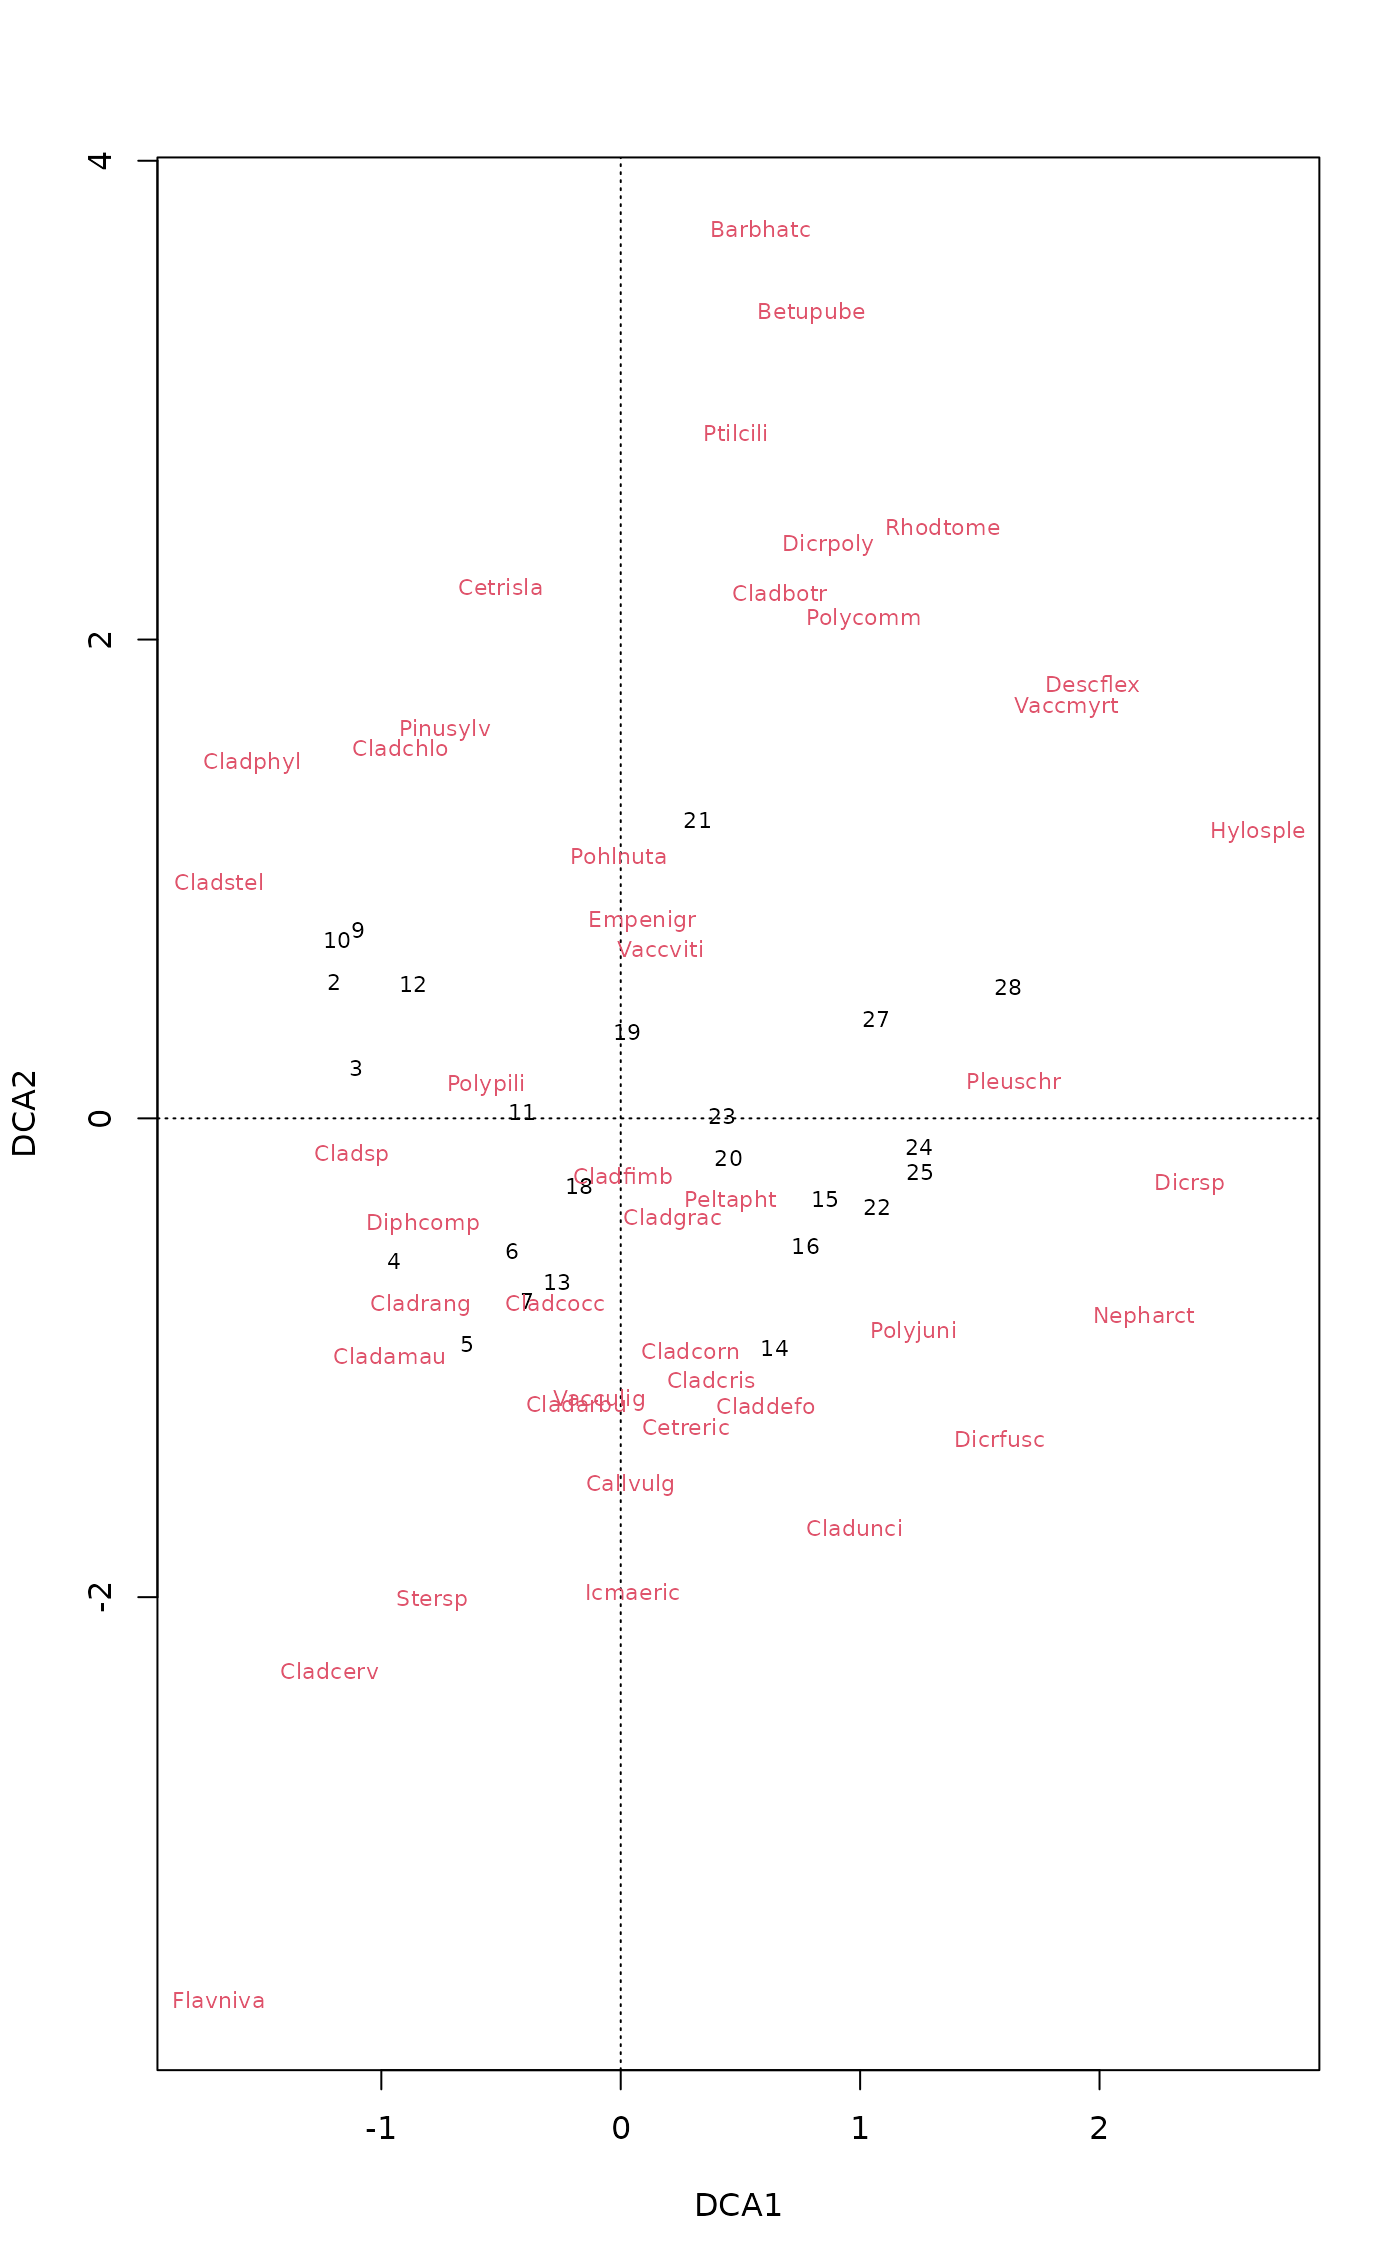 4
Barbhatc
Betupube
Ptilcili
Rhodtome
Dicrpoly
Cetrisla
Cladbotr
Polycomm
2
Descflex
Vaccmyrt
Pinusylv
Cladchlo
Cladphyl
21
Hylosple
Pohlnuta
Cladstel
Empenigr
9
10
Vaccviti
2
12
28
27
19
3
Polypili
Pleuschr
11
23
0
DCA2
24
Cladsp
20
25
Cladfimb
Dicrsp
18
Peltapht
15
22
Cladgrac
Diphcomp
16
6
4
13
7
Cladrang
Cladcocc
Nepharct
Polyjuni
5
14
Cladcorn
Cladamau
Cladcris
Vacculig
Cladarbu
Claddefo
Cetreric
Dicrfusc
Callvulg
Cladunci
Icmaeric
-2
Stersp
Cladcerv
Flavniva
-1 0 1 2
DCA1